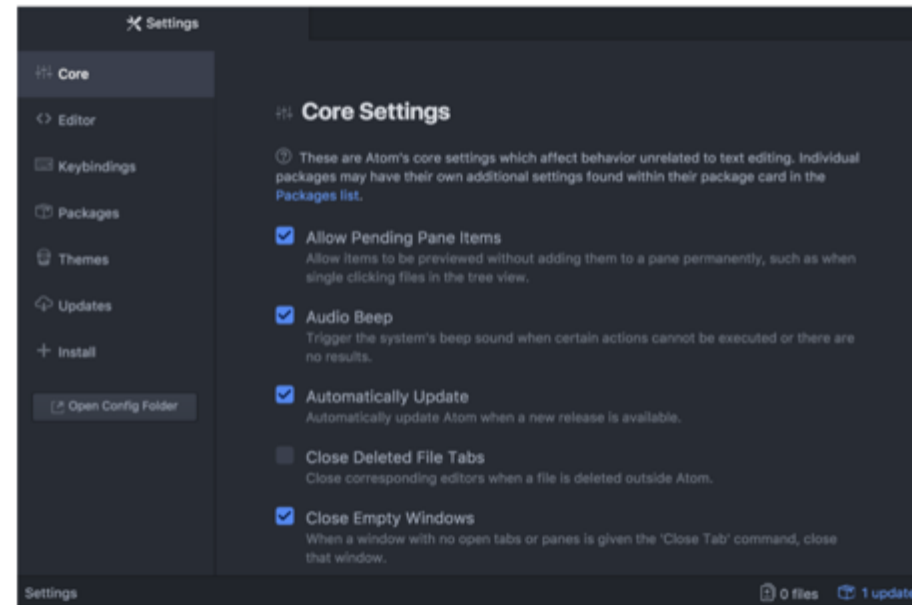 Settings
Core
Editor
Keybindings
Packages
Themes
Updates
Install
Open Config Folder
Core Settings
These are Atom's core settings which affect behavior unrelated to text editing. Individual
packages may have their own additional settings found within their package card in the
Packages list.
Allow Pending Pane Items
Allow items to be previewed without adding them to a pane permanently, such as when
single clicking files in the tree view.
Audio Beep
Trigger the system's beep sound when certain actions cannot be executed or there are
no results.
Automatically Update
Automatically update Atom when a new release is available.
Close Deleted File Tabs
Close corresponding editors when a file is deleted outside Atom.
Close Empty Windows
When a window with no open tabs or panes is given the 'Close Tab' command, close
that window.
Settings
0 files
1 update